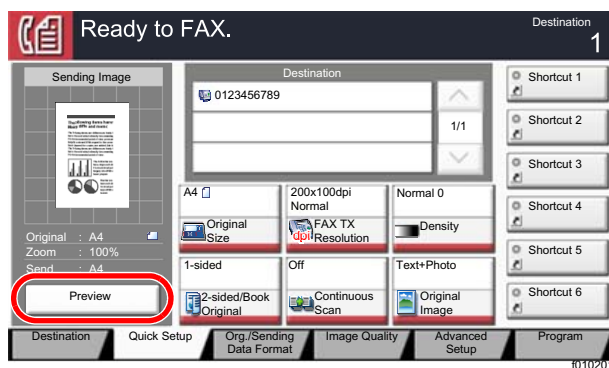 Ready to FAX.
Destination
1
Sending Image
Original : A4
Zoom : 100%
Send : A4
Preview
Destination
0123456789
1/1
A4
Original
Size
200x100dpi
Normal
dpi
FAX TX
Resolution
Normal 0
Density
1-sided
2-sided/Book
Original
Off
Continuous
Scan
Text+Photo
Original
Image
Shortcut 1
Shortcut 2
Shortcut 3
Shortcut 4
Shortcut 5
Shortcut 6
Destination
Quick Setup
Org./Sending
Data Format
Image Quality
Advanced
Setup
Program